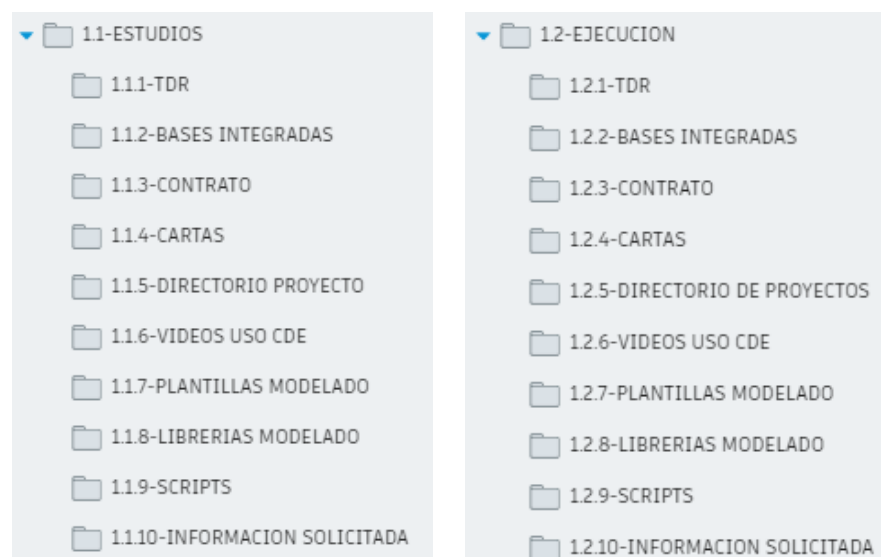 1.1-ESTUDIOS
1.1.1-TDR
1.1.2-BASES INTEGRADAS
1.1.3-CONTRATO
1.1.4-CARTAS
1.1.5-DIRECTORIO PROYECTO
1.1.6-VIDEOS USO CDE
1.1.7-PLANTILLAS MODELADO
1.1.8-LIBRERIAS MODELADO
1.1.9-SCRIPTS
1.1.10-INFORMACION SOLICITADA
1.2-EJECUCION
1.2.1-TDR
1.2.2-BASES INTEGRADAS
1.2.3-CONTRATO
1.2.4-CARTAS
1.2.5-DIRECTORIO DE PROYECTOS
1.2.6-VIDEOS USO CDE
1.2.7-PLANTILLAS MODELADO
1.2.8-LIBRERIAS MODELADO
1.2.9-SCRIPTS
1.2.10-INFORMACION SOLICITADA